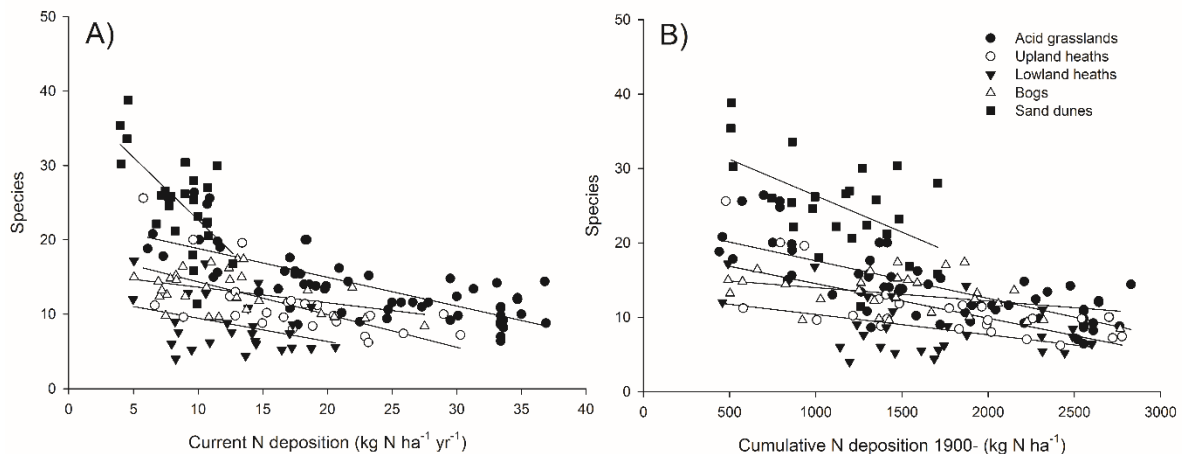 A)
Species
50
40
30
20
10
0
0 5 10 15 20 25 30 35 40
Current N deposition (kg N ha⁻¹ yr⁻¹)
B)
Acid grasslands
Upland heaths
Lowland heaths
Bogs
Sand dunes
Species
50
40
30
20
10
0
0 500 1000 1500 2000 2500 3000
Cumulative N deposition 1900- (kg N ha⁻¹)